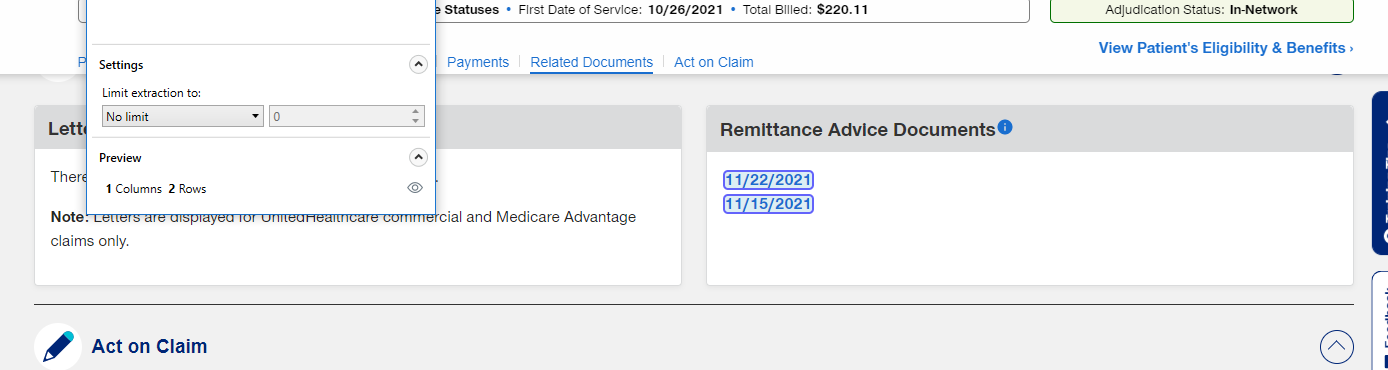 e Statuses • First Date of Service: 10/26/2021 • Total Billed: $220.11
Adjudication Status: In-Network
View Patient's Eligibility & Benefits ›
P
Payments
Related Documents
Act on Claim
Settings
Limit extraction to:
No limit
0
Preview
1 Columns 2 Rows
Lette
There
.
Note: Letters are displayed for UnitedHealthcare commercial and Medicare Advantage
claims only.
Remittance Advice Documents
11/22/2021
11/15/2021
Act on Claim